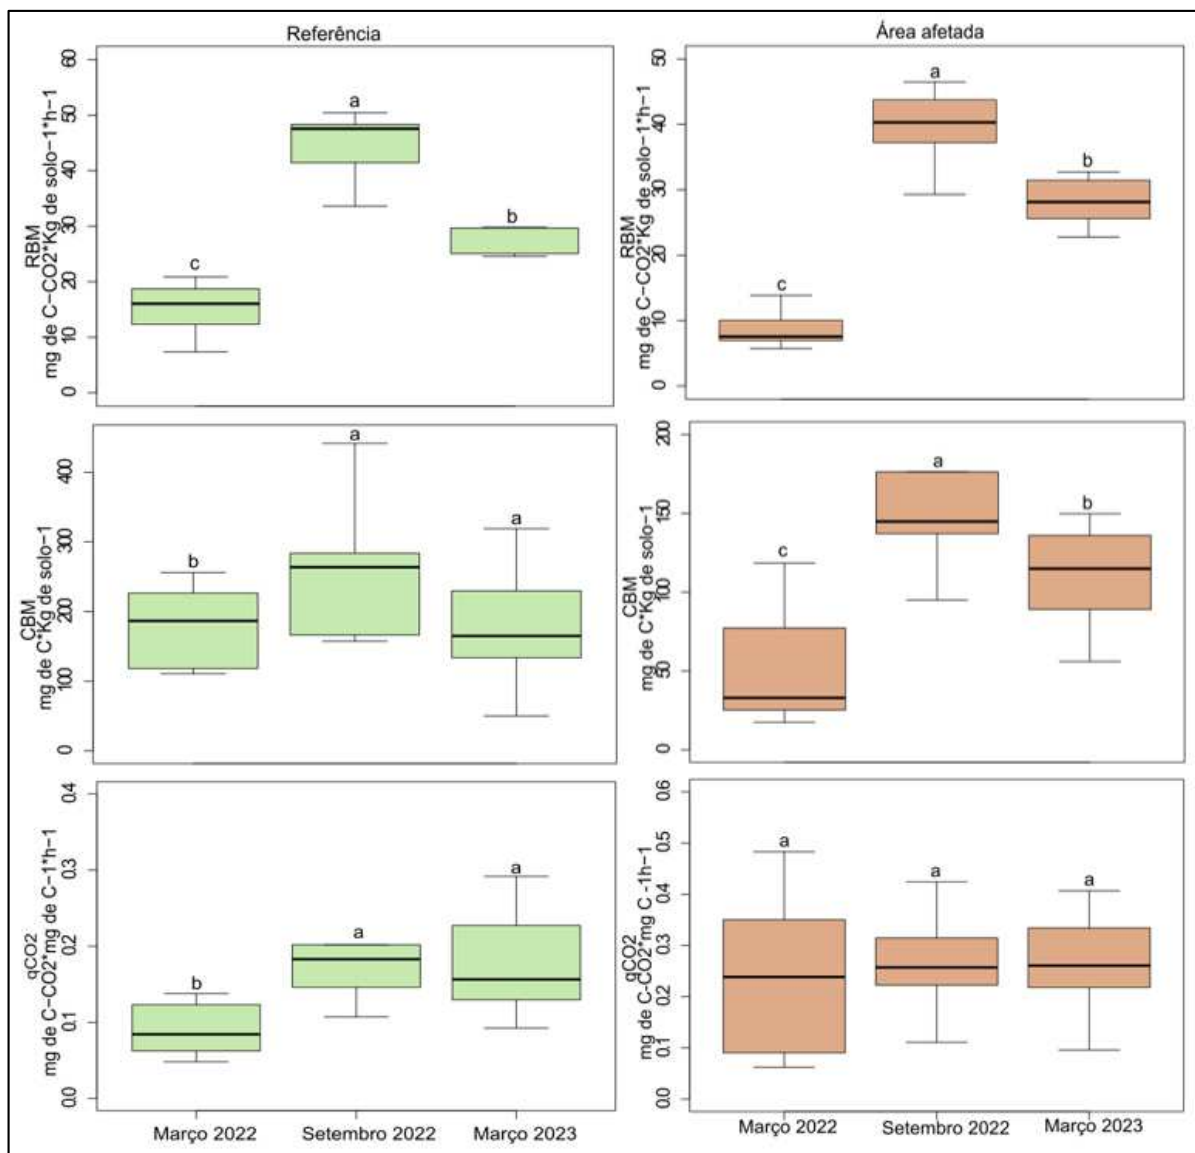 Referência
RBM
mg de C−CO2*Kg de solo−1*h−1
0 10 20 30 40 50 60
c
a
b
Área afetada
RBM
mg de C−CO2*Kg de solo−1*h−1
0 10 20 30 40 50
c
a
b
CBM
mg de C*Kg de solo−1
0 100 200 300 400
b
a
a
CBM
mg de C*Kg de solo−1
0 50 100 150 200
c
a
b
qCO2
mg de C−CO2*mg de C−1*h−1
0.0 0.1 0.2 0.3 0.4
b
a
a
Março 2022 Setembro 2022 Março 2023
qCO2
mg de C-CO2*mg C -1h−1
0.0 0.1 0.2 0.3 0.4 0.5 0.6
a
a
a
Março 2022 Setembro 2022 Março 2023